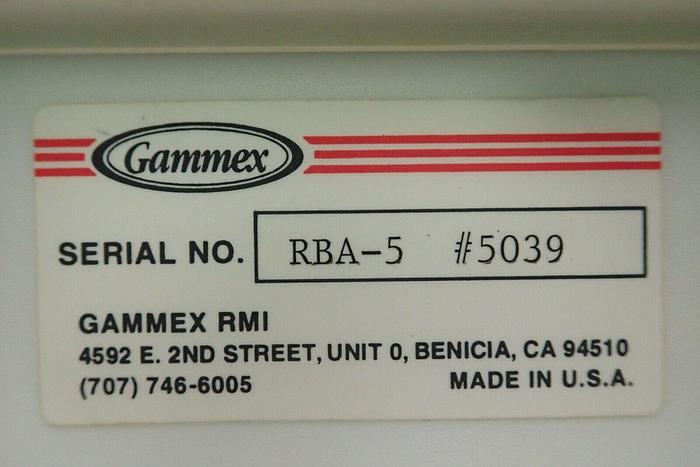 Gammex
SERIAL NO. RBA-5 #5039
GAMMEX RMI
4592 E. 2ND STREET, UNIT O, BENICIA, CA 94510
(707) 746-6005 MADE IN U.S.A.